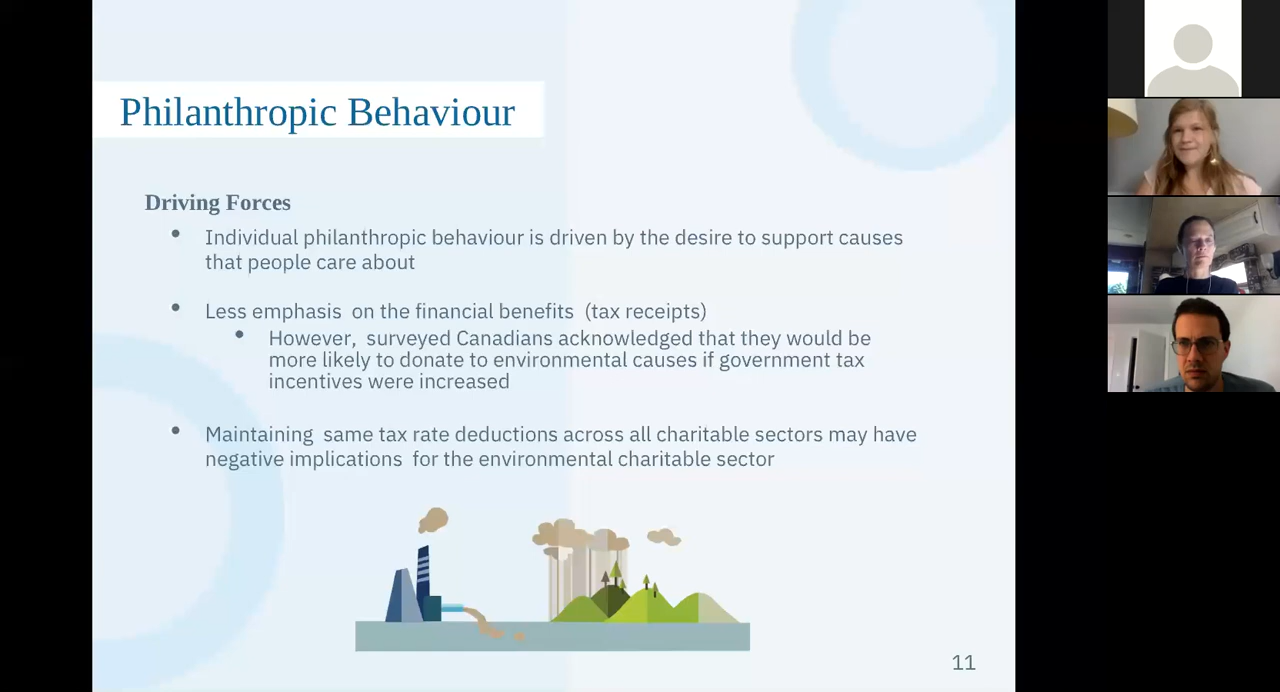 Philanthropic Behaviour
Driving Forces
• Individual philanthropic behaviour is driven by the desire to support causes
that people care about
• Less emphasis on the financial benefits (tax receipts)
• However, surveyed Canadians acknowledged that they would be
more likely to donate to environmental causes if government tax
incentives were increased
• Maintaining same tax rate deductions across all charitable sectors may have
negative implications for the environmental charitable sector
11